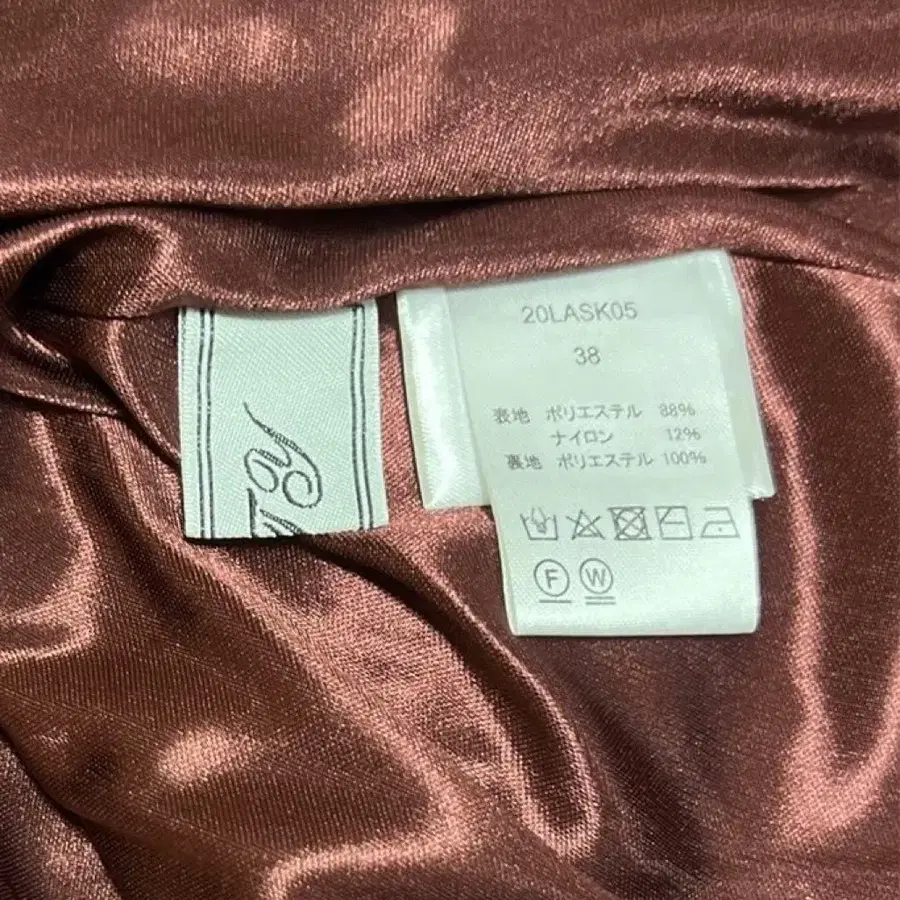 20LASK05
38
表地 ポリエステル 88%
ナイロン 12%
裏地 ポリエステル 100%
F W